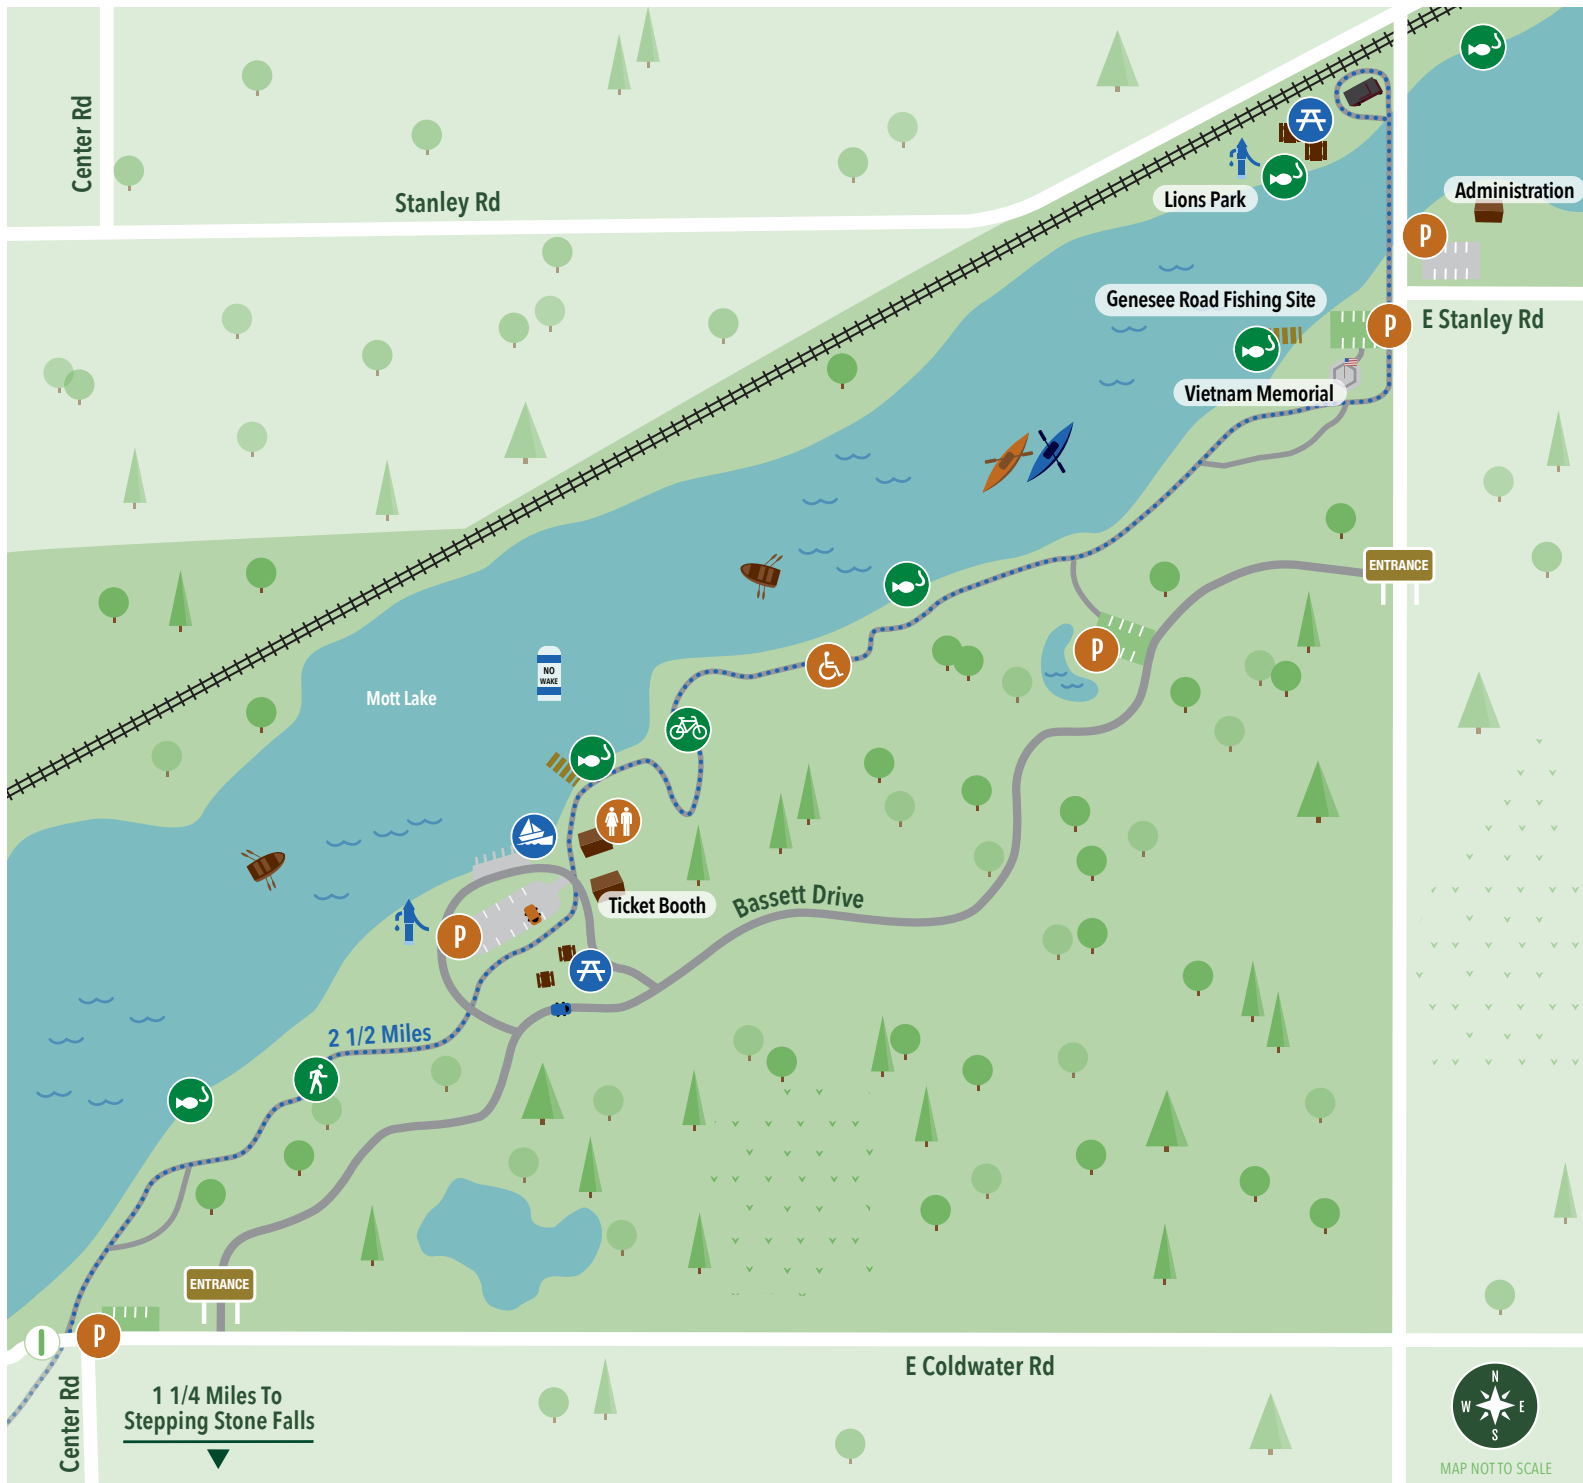 Center Rd
Stanley Rd
Lions Park
Administration
P
Genesee Road Fishing Site
P
E Stanley Rd
Vietnam Memorial
ENTRANCE
P
NO
WAKE
Mott Lake
Ticket Booth
Bassett Drive
P
2 1/2 Miles
ENTRANCE
P
E Coldwater Rd
Center Rd
1 1/4 Miles To
Stepping Stone Falls
N
W E
S
MAP NOT TO SCALE